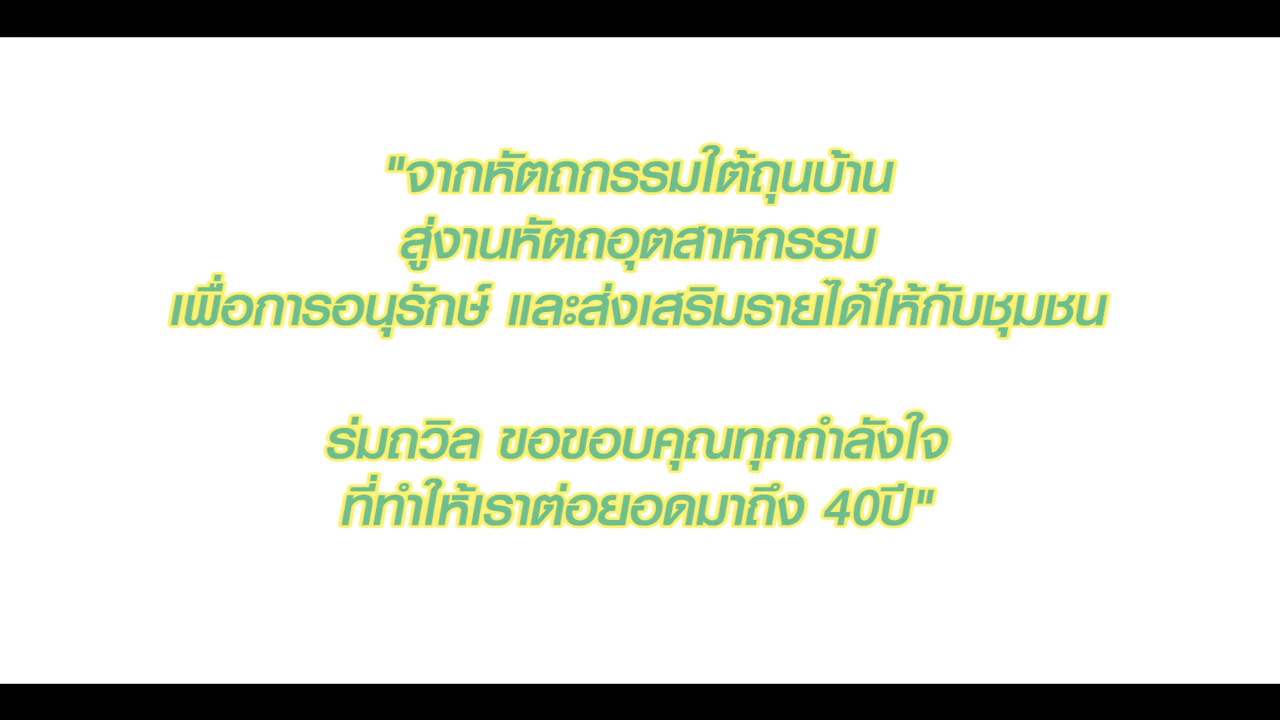 "จากหัตถกรรมใต้ถุนบ้าน
สู่งานหัตถอุตสาหกรรม
เพื่อการอนุรักษ์ และส่งเสริมรายได้ให้กับชุมชน
ร่มถวิล ขอขอบคุณทุกกำลังใจ
ที่ทำให้เราต่อยอดมาถึง 40ปี"